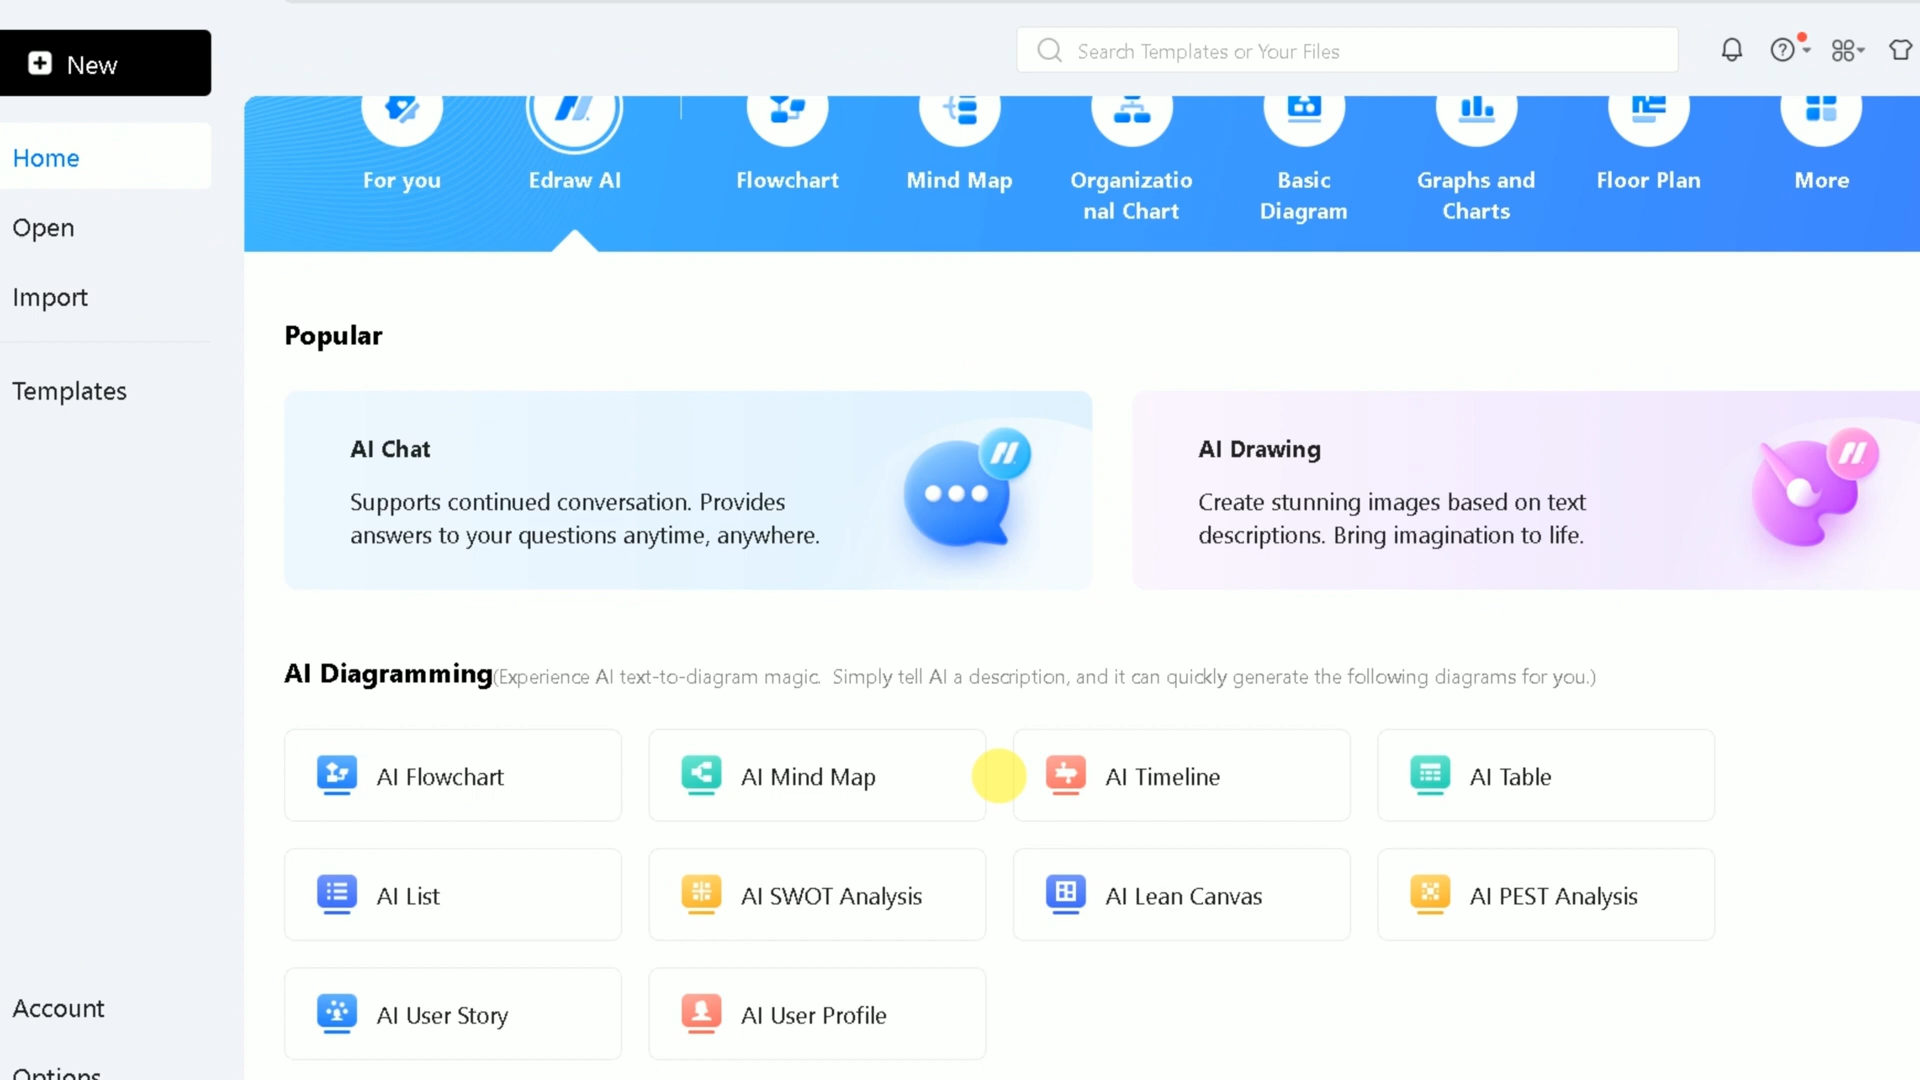 New
Search Templates or Your Files
Home
Open
Import
Templates
Account
Options
For you
Edraw AI
Flowchart
Mind Map
Organizatio
nal Chart
Basic
Diagram
Graphs and
Charts
Floor Plan
More
Popular
AI Chat
Supports continued conversation. Provides
answers to your questions anytime, anywhere.
AI Drawing
Create stunning images based on text
descriptions. Bring imagination to life.
AI Diagramming(Experience AI text-to-diagram magic. Simply tell AI a description, and it can quickly generate the following diagrams for you.)
AI Flowchart
AI Mind Map
AI Timeline
AI Table
AI List
AI SWOT Analysis
AI Lean Canvas
AI PEST Analysis
AI User Story
AI User Profile